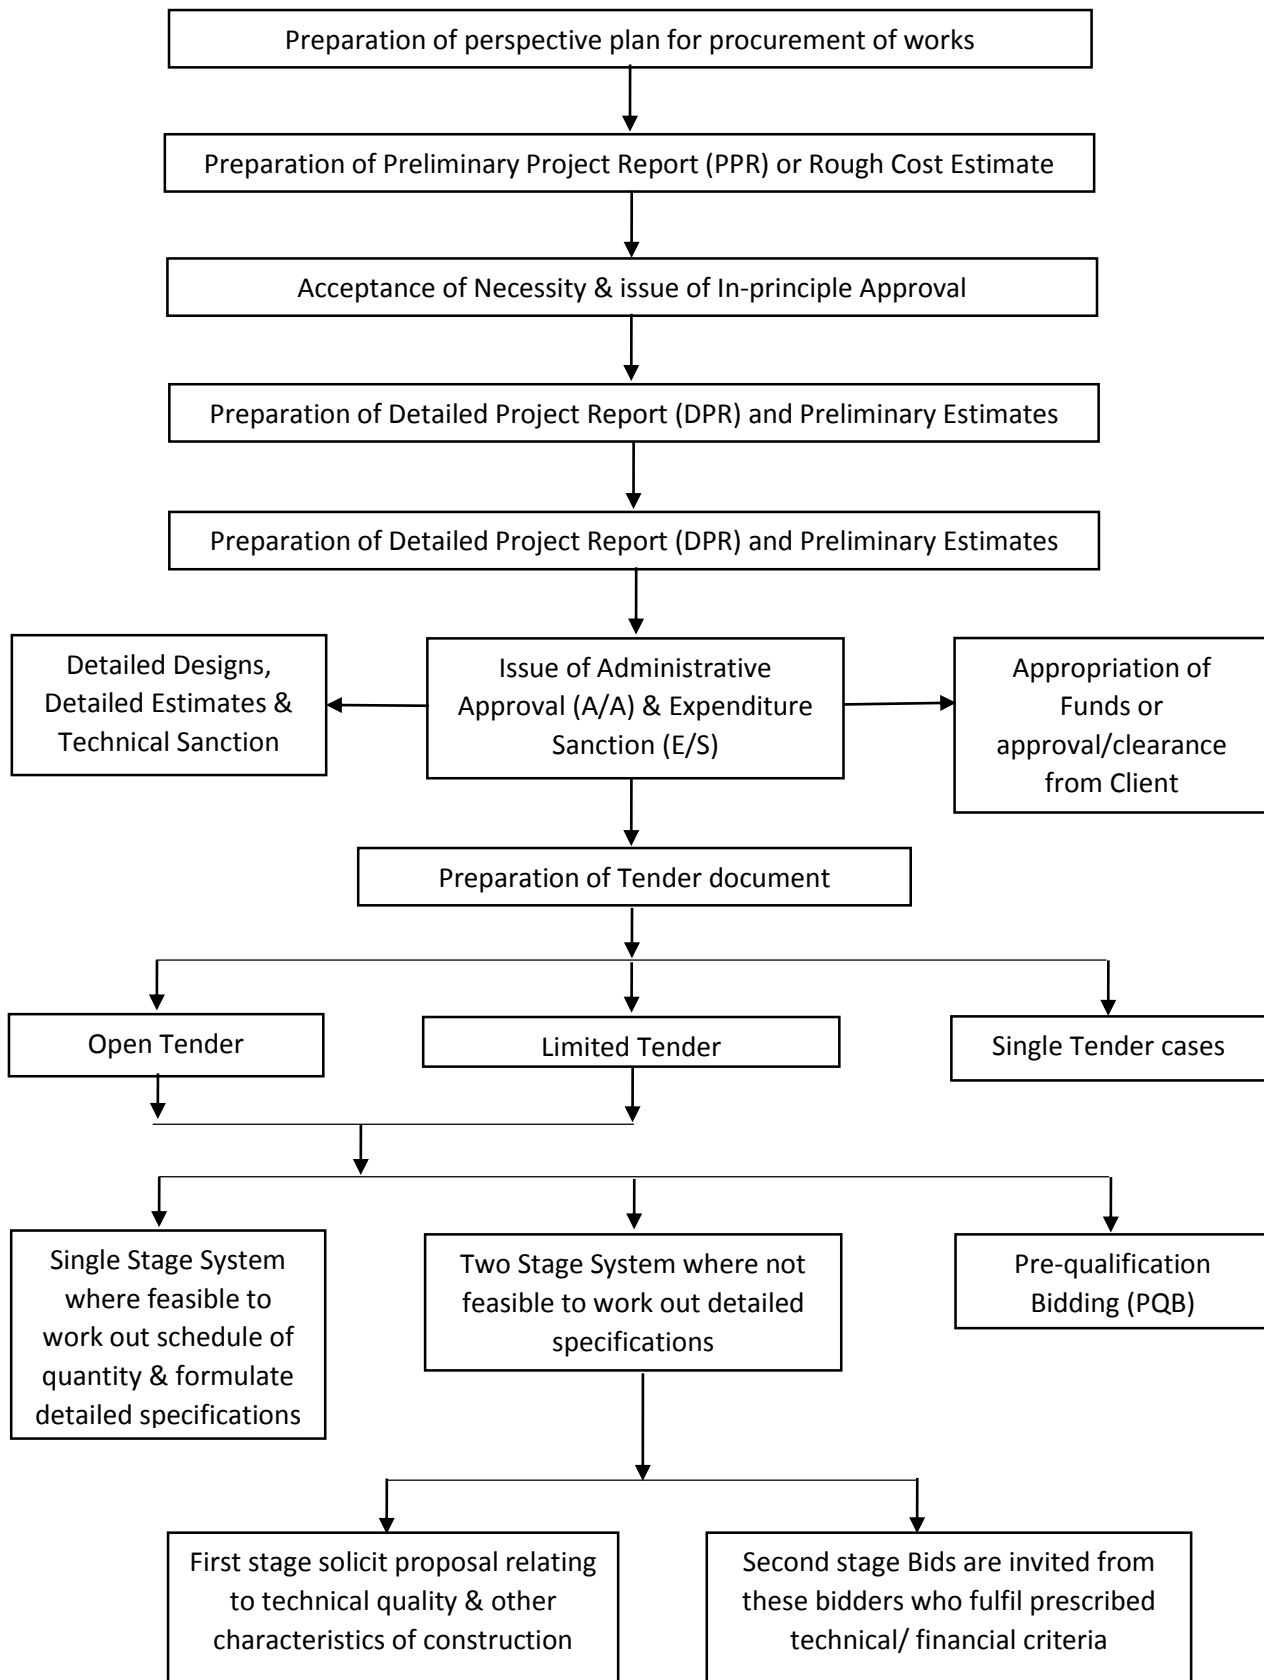 Preparation of perspective plan for procurement of works
Preparation of Preliminary Project Report (PPR) or Rough Cost Estimate
Acceptance of Necessity & issue of In-principle Approval
Preparation of Detailed Project Report (DPR) and Preliminary Estimates
Preparation of Detailed Project Report (DPR) and Preliminary Estimates
Detailed Designs,
Detailed Estimates &
Technical Sanction
Issue of Administrative
Approval (A/A) & Expenditure
Sanction (E/S)
Appropriation of
Funds or
approval/clearance
from Client
Preparation of Tender document
Open Tender
Limited Tender
Single Tender cases
Single Stage System
where feasible to
work out schedule of
quantity & formulate
detailed specifications
Two Stage System where not
feasible to work out detailed
specifications
Pre-qualification
Bidding (PQB)
First stage solicit proposal relating
to technical quality & other
characteristics of construction
Second stage Bids are invited from
these bidders who fulfil prescribed
technical/ financial criteria